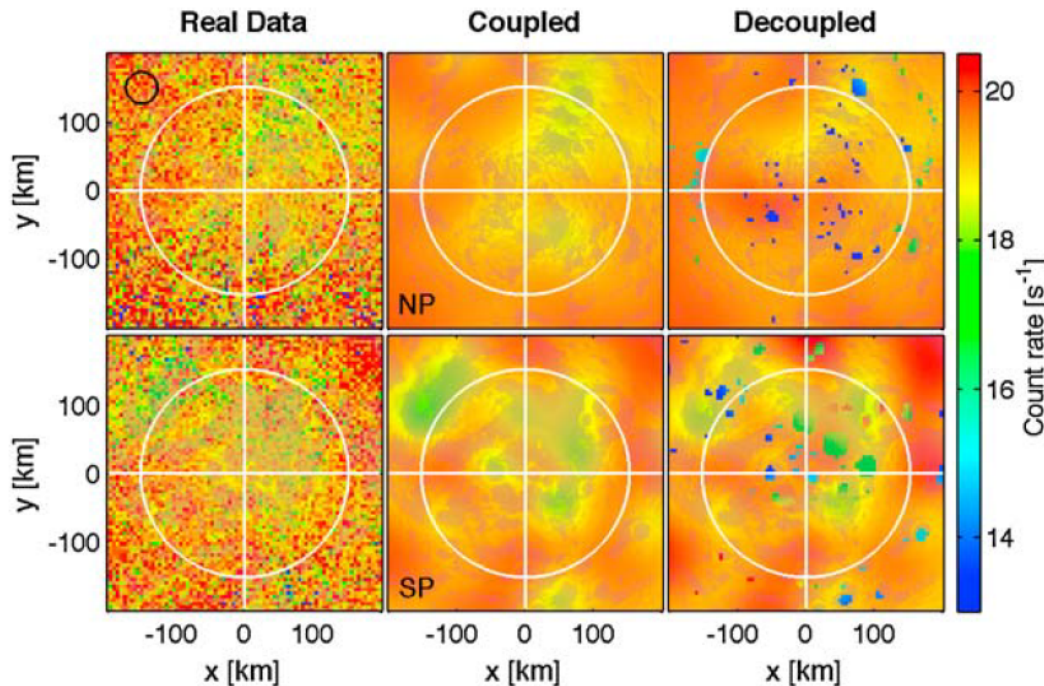 Real Data Coupled Decoupled
y [km] 100 0 -100 NP
y [km] 100 0 -100 SP
-100 0 100 -100 0 100 -100 0 100
x [km] x [km] x [km]
20
18
16
14
Count rate [s⁻¹]